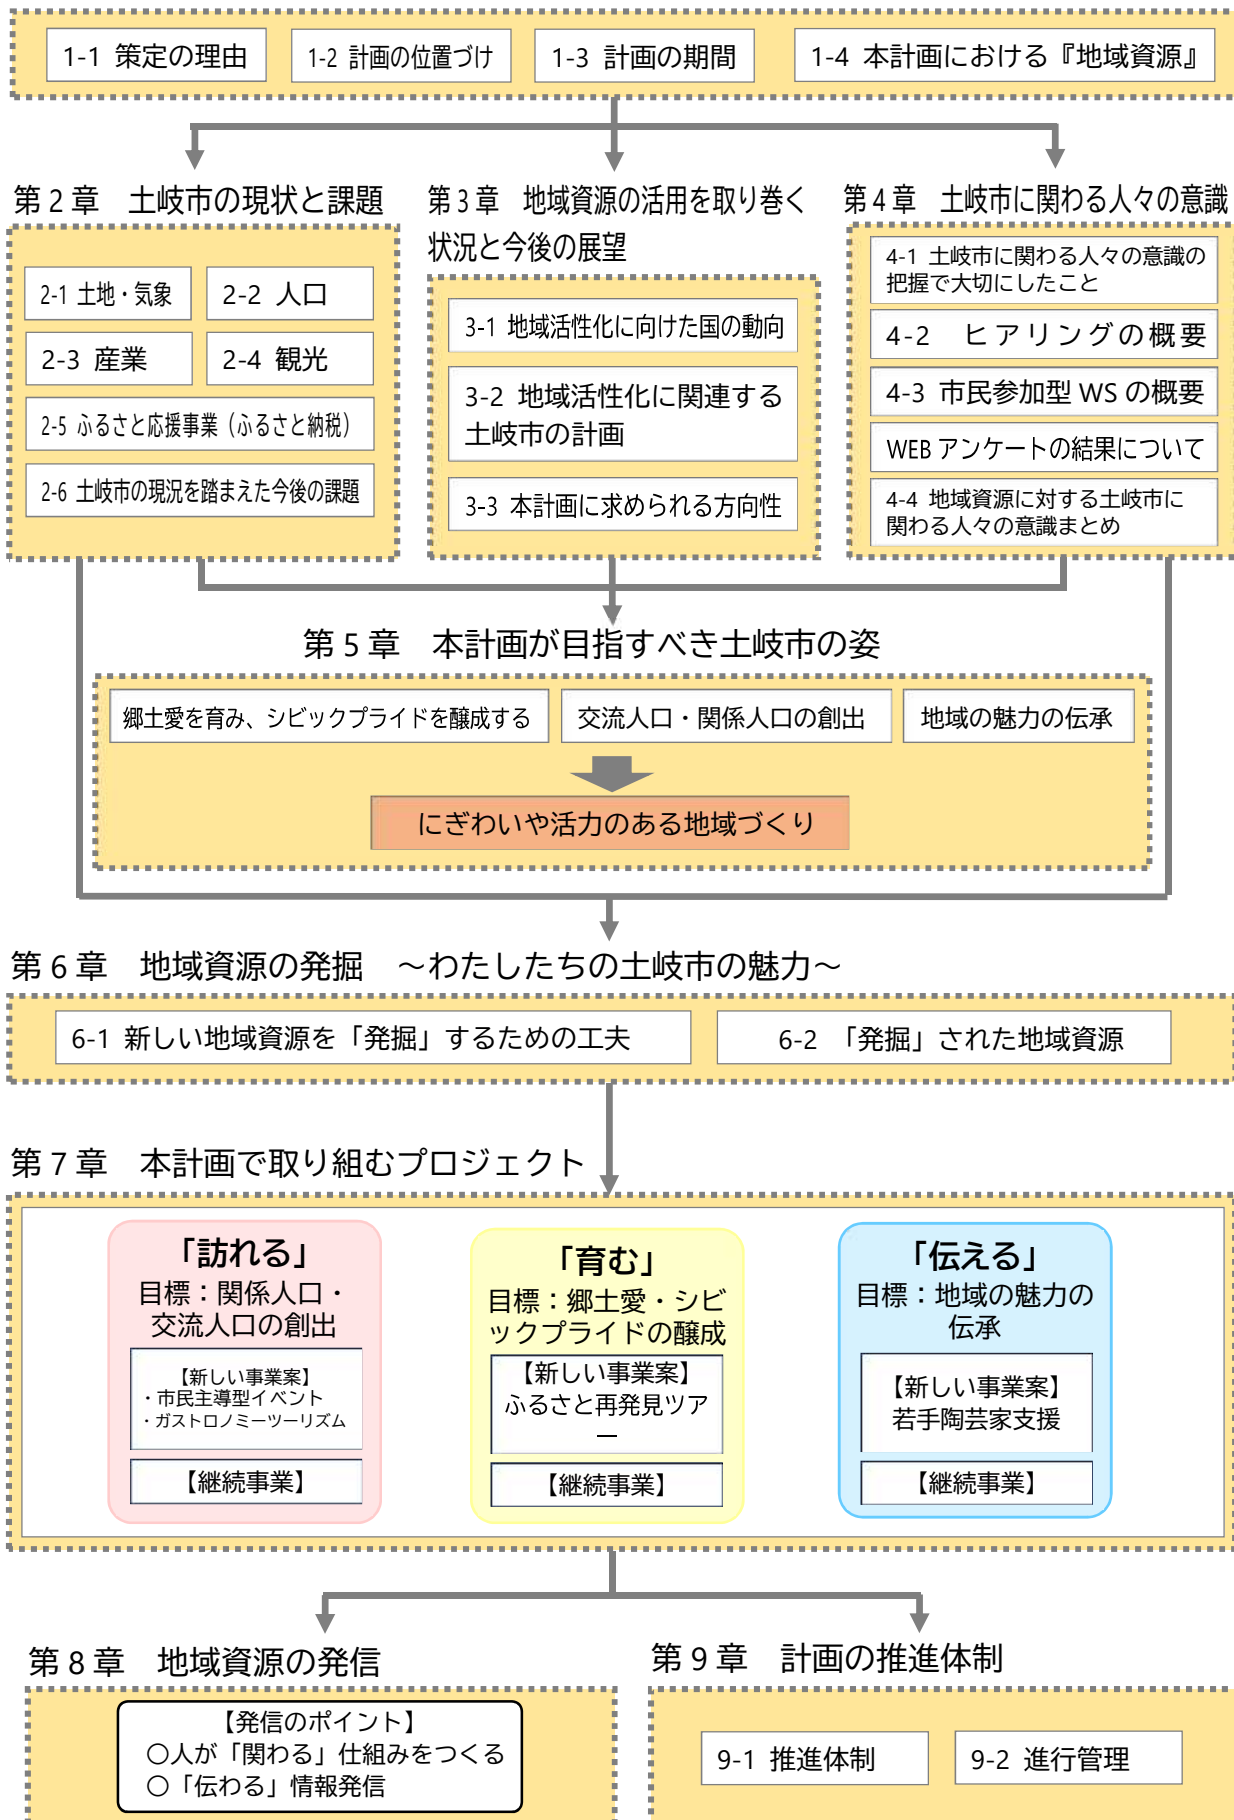 1-1 策定の理由
1-2 計画の位置づけ
1-3 計画の期間
1-4 本計画における『地域資源』
第2章　土岐市の現状と課題
2-1 土地・気象
2-2 人口
2-3 産業
2-4 観光
2-5 ふるさと応援事業（ふるさと納税）
2-6 土岐市の現況を踏まえた今後の課題
第3章　地域資源の活用を取り巻く
状況と今後の展望
3-1 地域活性化に向けた国の動向
3-2 地域活性化に関連する
土岐市の計画
3-3 本計画に求められる方向性
第4章　土岐市に関わる人々の意識
4-1 土岐市に関わる人々の意識の
把握で大切にしたこと
4-2　ヒアリングの概要
4-3 市民参加型 WS の概要
WEB アンケートの結果について
4-4 地域資源に対する土岐市に
関わる人々の意識まとめ
第5章　本計画が目指すべき土岐市の姿
郷土愛を育み、シビックプライドを醸成する
交流人口・関係人口の創出
地域の魅力の伝承
にぎわいや活力のある地域づくり
第6章　地域資源の発掘　～わたしたちの土岐市の魅力～
6-1 新しい地域資源を「発掘」するための工夫
6-2 「発掘」された地域資源
第7章　本計画で取り組むプロジェクト
「訪れる」
目標：関係人口・
交流人口の創出
【新しい事業案】
・市民主導型イベント
・ガストロノミーツーリズム
【継続事業】
「育む」
目標：郷土愛・シビ
ックプライドの醸成
【新しい事業案】
ふるさと再発見ツア
ー
【継続事業】
「伝える」
目標：地域の魅力の
伝承
【新しい事業案】
若手陶芸家支援
【継続事業】
第8章　地域資源の発信
【発信のポイント】
〇人が「関わる」仕組みをつくる
〇「伝わる」情報発信
第9章　計画の推進体制
9-1 推進体制
9-2 進行管理